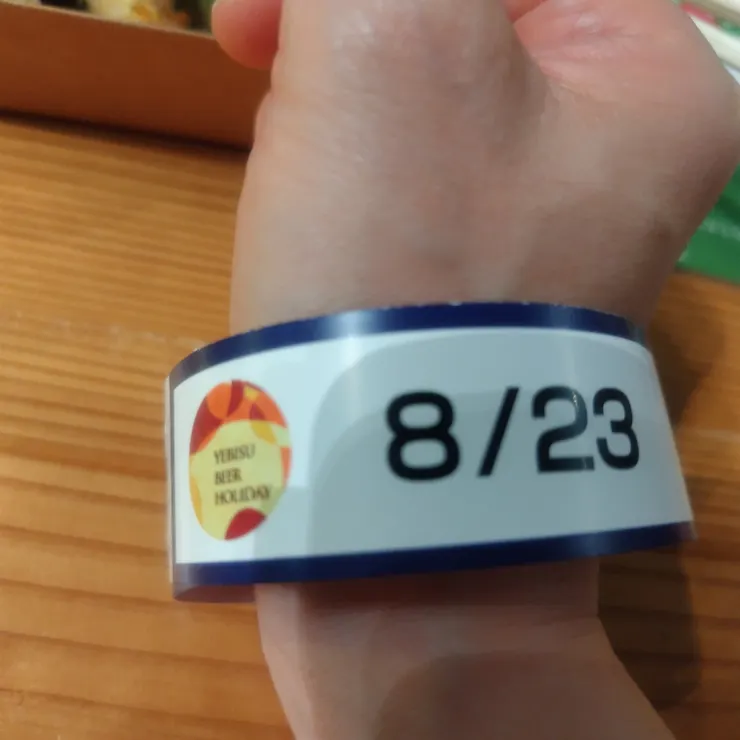 YEBISU
BEER
HOLIDAY
8/23